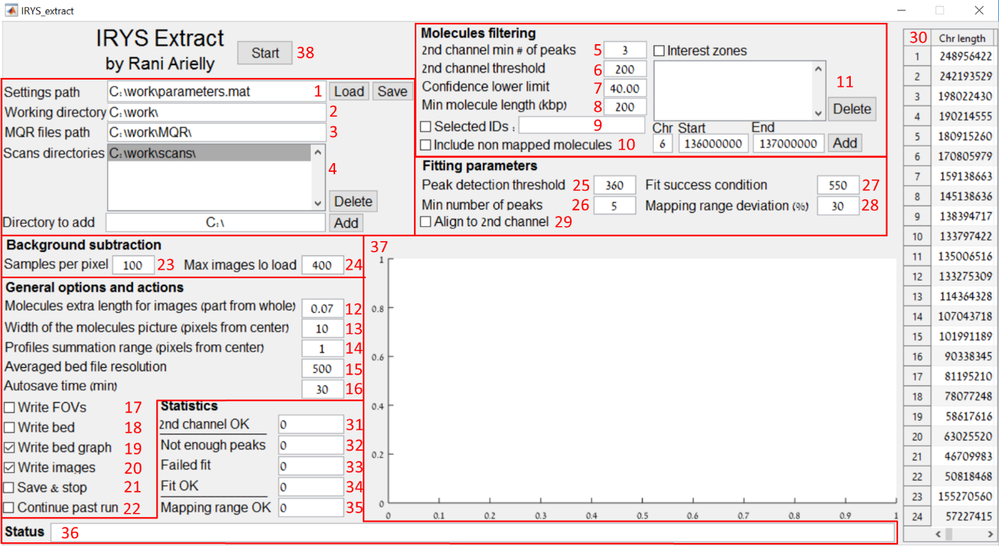 IRYS_extract
IRYS Extract
by Rani Arielly
Start 38
Settings path C:\work\parameters.mat 1 Load Save
Working directory C:\work\ 2
MQR files path C:\work\MQR\ 3
Scans directories C:\work\scans\ 4
Delete
Directory to add C:\ Add
Molecules filtering
2nd channel min # of peaks 5 3
2nd channel threshold 6 200
Confidence lower limit 7 40.00
Min molecule length (kbp) 8 200
Selected IDs : 9
Include non mapped molecules 10
Interest zones
11
Delete
Chr Start End
6 136000000 137000000 Add
Fitting parameters
Peak detection threshold 25 360 Fit success condition 550 27
Min number of peaks 26 5 Mapping range deviation (%) 30 28
Align to 2nd channel 29
Background subtraction
Samples per pixel 100 23 Max images lo load 400 24
General options and actions
Molecules extra length for images (part from whole) 0.07 12
Width of the molecules picture (pixels from center) 10 13
Profiles summation range (pixels from center) 1 14
Averaged bed file resolution 500 15
Autosave time (min) 30 16
Write FOVs 17
Write bed 18
Write bed graph 19
Write images 20
Save & stop 21
Continue past run 22
Statistics
2nd channel OK 0 31
Not enough peaks 0 32
Failed fit 0 33
Fit OK 0 34
Mapping range OK 0 35
37
1
0.8
0.6
0.4
0.2
0
0 0.1 0.2 0.3 0.4 0.5 0.6 0.7 0.8 0.9 1
Status 36
30 Chr length
1 248956422
2 242193529
3 198022430
4 190214555
5 180915260
6 170805979
7 159138663
8 145138636
9 138394717
10 133797422
11 135006516
12 133275309
13 114364328
14 107043718
15 101991189
16 90338345
17 81195210
18 78077248
19 58617616
20 63025520
21 46709983
22 50818468
23 155270560
24 57227415